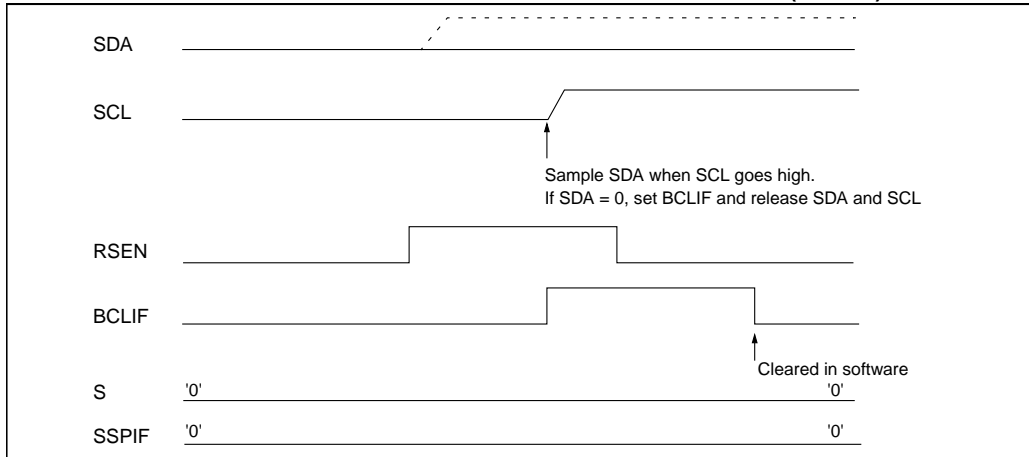 SDA
SCL
Sample SDA when SCL goes high.
If SDA = 0, set BCLIF and release SDA and SCL
RSEN
BCLIF
Cleared in software
S '0' '0'
SSPIF '0' '0'